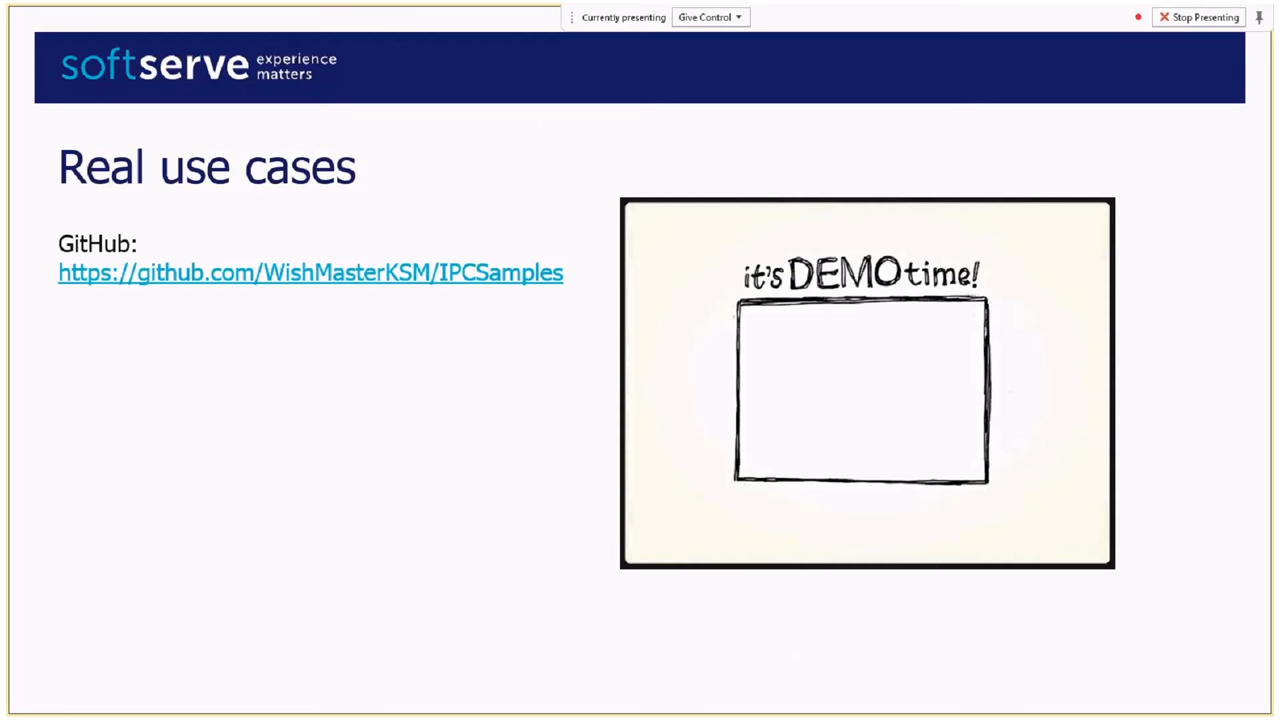 Currently presenting Give Control Stop Presenting
softserve experience matters
Real use cases
GitHub:
https://github.com/WishMasterKSM/IPCSamples
it's DEMO time!